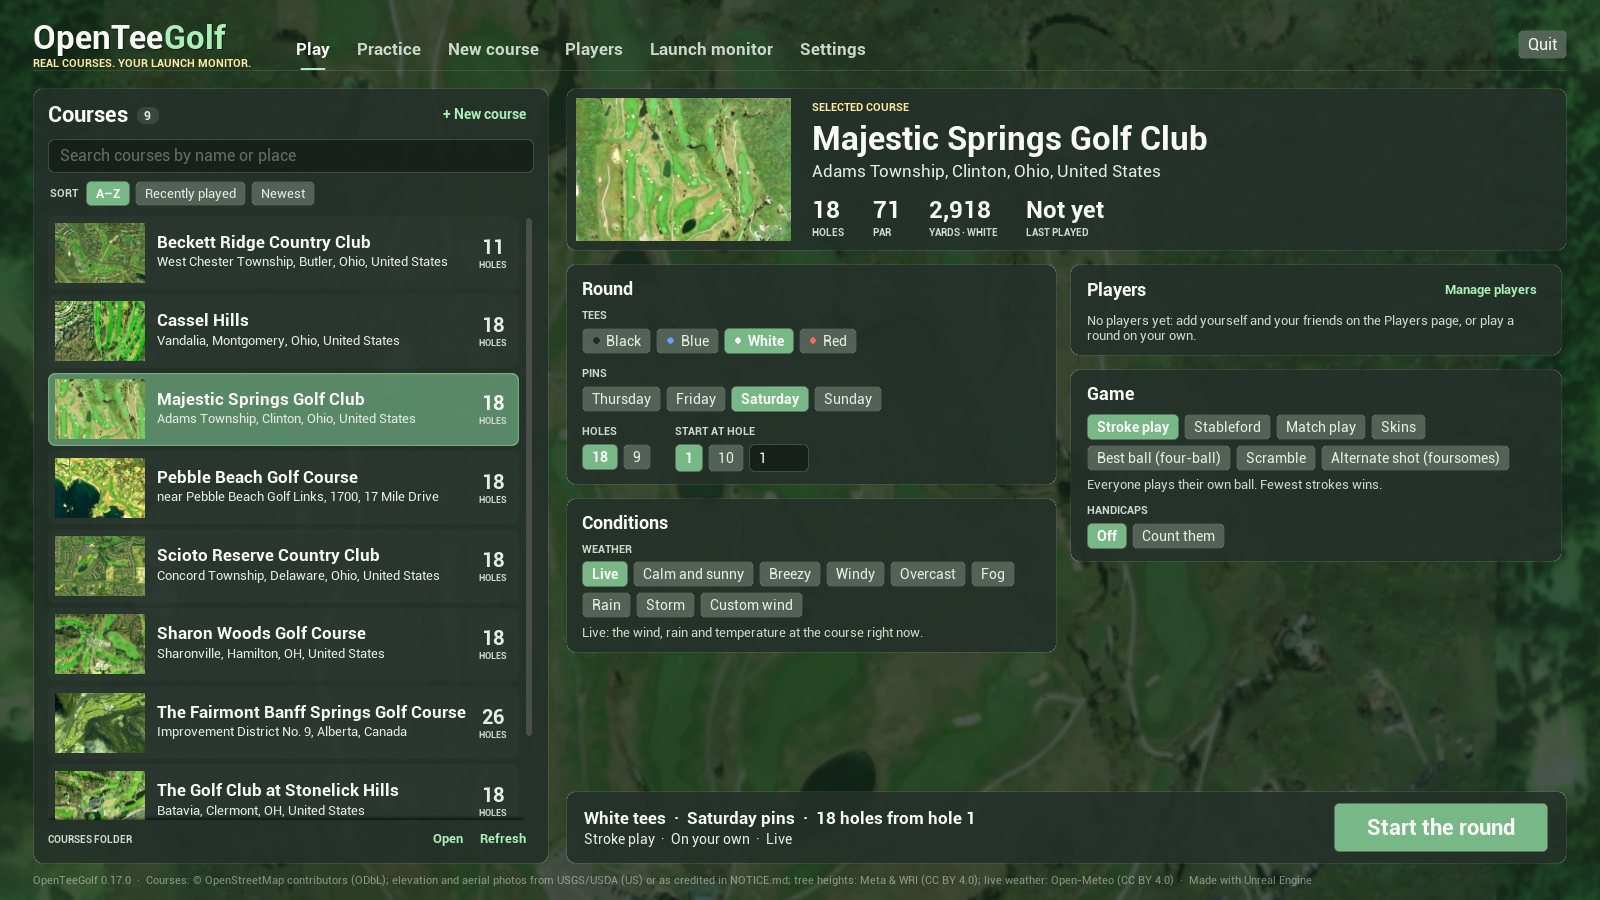 OpenTeeGolf
REAL COURSES. YOUR LAUNCH MONITOR.
Play
Practice
New course
Players
Launch monitor
Settings
Quit
Courses 9
+ New course
Search courses by name or place
SORT A–Z Recently played Newest
Beckett Ridge Country Club
West Chester Township, Butler, Ohio, United States
11
HOLES
Cassel Hills
Vandalia, Montgomery, Ohio, United States
18
HOLES
Majestic Springs Golf Club
Adams Township, Clinton, Ohio, United States
18
HOLES
Pebble Beach Golf Course
near Pebble Beach Golf Links, 1700, 17 Mile Drive
18
HOLES
Scioto Reserve Country Club
Concord Township, Delaware, Ohio, United States
18
HOLES
Sharon Woods Golf Course
Sharonville, Hamilton, OH, United States
18
HOLES
The Fairmont Banff Springs Golf Course
Improvement District No. 9, Alberta, Canada
26
HOLES
The Golf Club at Stonelick Hills
Batavia, Clermont, OH, United States
18
HOLES
COURSES FOLDER
Open
Refresh
SELECTED COURSE
Majestic Springs Golf Club
Adams Township, Clinton, Ohio, United States
18
HOLES
71
PAR
2,918
YARDS · WHITE
Not yet
LAST PLAYED
Round
TEES
Black Blue White Red
PINS
Thursday Friday Saturday Sunday
HOLES
18 9
START AT HOLE
1 10 1
Conditions
WEATHER
Live Calm and sunny Breezy Windy Overcast Fog
Rain Storm Custom wind
Live: the wind, rain and temperature at the course right now.
Players
Manage players
No players yet: add yourself and your friends on the Players page, or play a
round on your own.
Game
Stroke play Stableford Match play Skins
Best ball (four-ball) Scramble Alternate shot (foursomes)
Everyone plays their own ball. Fewest strokes wins.
HANDICAPS
Off Count them
White tees · Saturday pins · 18 holes from hole 1
Stroke play · On your own · Live
Start the round
OpenTeeGolf 0.17.0 · Courses: © OpenStreetMap contributors (ODbL); elevation and aerial photos from USGS/USDA (US) or as credited in NOTICE.md; tree heights: Meta & WRI (CC BY 4.0); live weather: Open-Meteo (CC BY 4.0) · Made with Unreal Engine